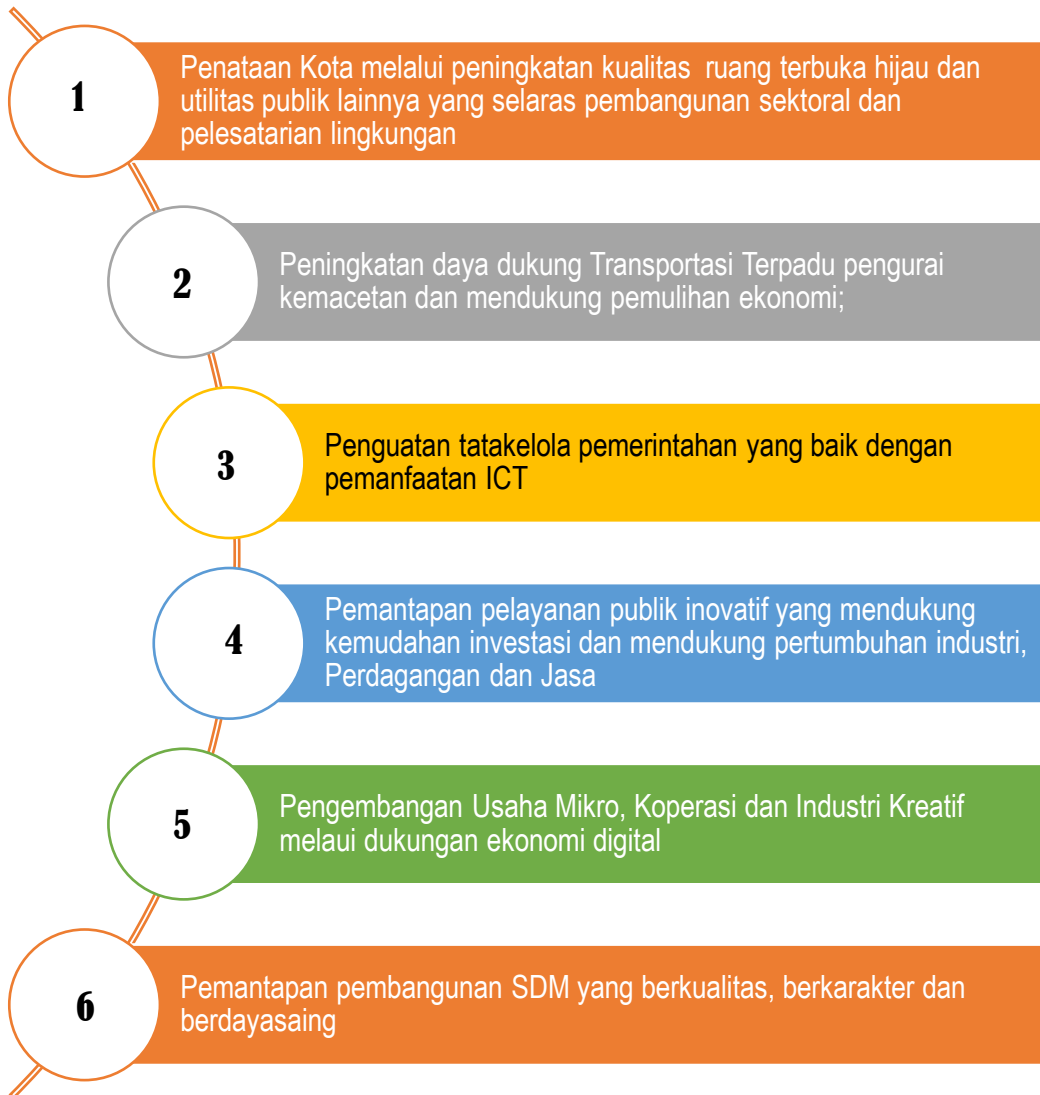 1
Penataan Kota melalui peningkatan kualitas ruang terbuka hijau dan
utilitas publik lainnya yang selaras pembangunan sektoral dan
pelesatarian lingkungan
2
Peningkatan daya dukung Transportasi Terpadu pengurai
kemacetan dan mendukung pemulihan ekonomi;
3
Penguatan tatakelola pemerintahan yang baik dengan
pemanfaatan ICT
4
Pemantapan pelayanan publik inovatif yang mendukung
kemudahan investasi dan mendukung pertumbuhan industri,
Perdagangan dan Jasa
5
Pengembangan Usaha Mikro, Koperasi dan Industri Kreatif
melaui dukungan ekonomi digital
6
Pemantapan pembangunan SDM yang berkualitas, berkarakter dan
berdayasaing